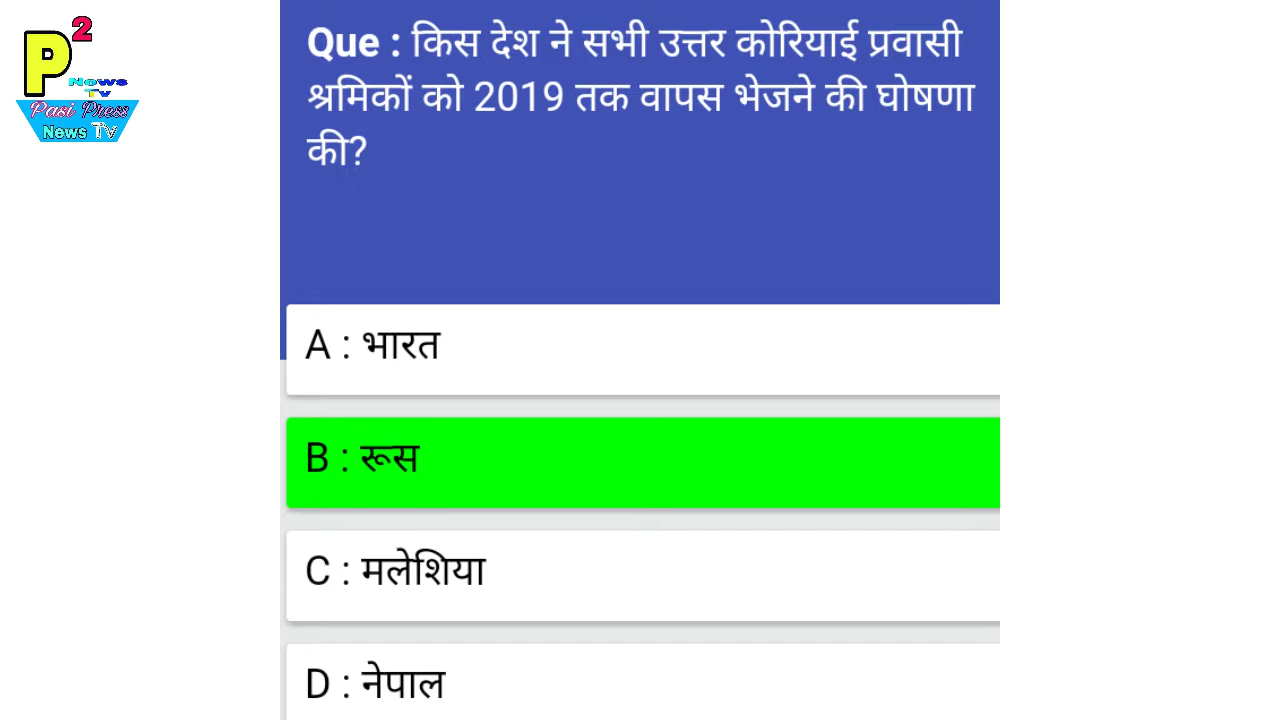 P2
News
Tv
Pasi Press
News TV
Que : किस देश ने सभी उत्तर कोरियाई प्रवासी
श्रमिकों को 2019 तक वापस भेजने की घोषणा
की?
A : भारत
B : रूस
C : मलेशिया
D : नेपाल